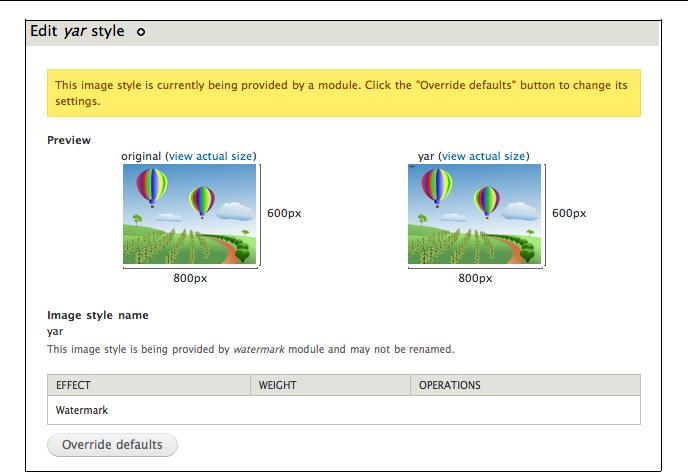 Edit yar style
This image style is currently being provided by a module. Click the "Override defaults" button to change its
settings.
Preview
original (view actual size)
yar (view actual size)
600px
600px
800px
800px
Image style name
yar
This image style is being provided by watermark module and may not be renamed.
EFFECT WEIGHT OPERATIONS
Watermark
Override defaults